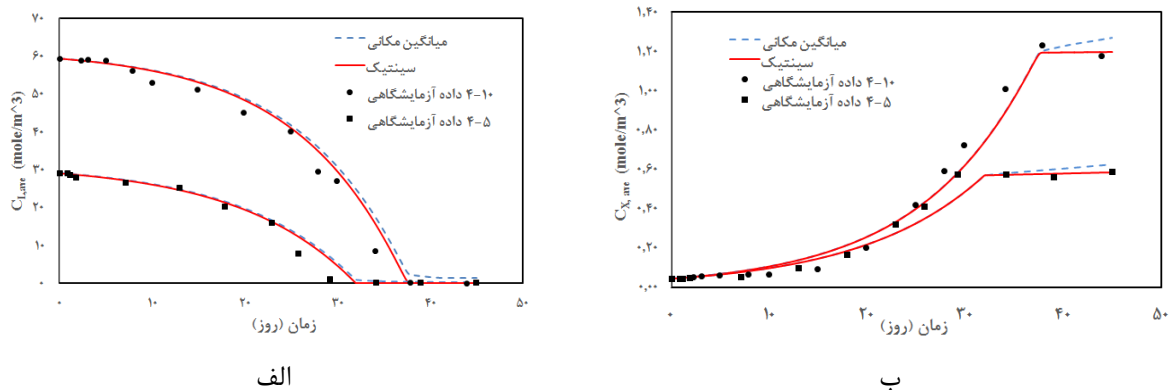 ۷۰
۶۰
۵۰
۴۰
۳۰
۲۰
۱۰
۰
C_L,me (mole/m^3)
میانگین مکانی
سینتیک
۴-۱۰ داده آزمایشگاهی
۴-۵ داده آزمایشگاهی
۰ ۱۰ ۲۰ ۳۰ ۴۰ ۵۰
زمان (روز)
الف
۱,۴۰
۱,۲۰
۱,۰۰
۰,۸۰
۰,۶۰
۰,۴۰
۰,۲۰
۰,۰۰
C_X,me (mole/m^3)
میانگین مکانی
سینتیک
۴-۱۰ داده آزمایشگاهی
۴-۵ داده آزمایشگاهی
۰ ۱۰ ۲۰ ۳۰ ۴۰ ۵۰
زمان (روز)
ب